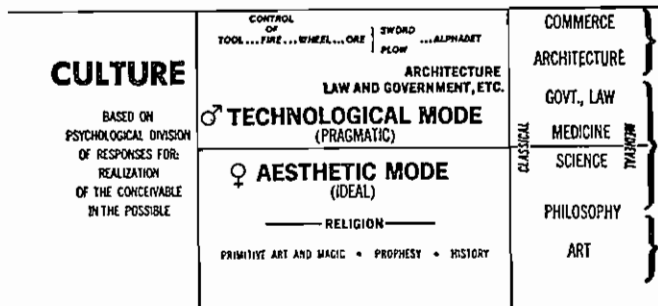 CULTURE
BASED ON
PSYCHOLOGICAL DIVISION
OF RESPONSES FOR:
REALIZATION
OF THE CONCEIVABLE
IN THE POSSIBLE
CONTROL
OF
TOOL...FIRE...WHEEL...ORE
SWORD
PLOW
...ALPHABET
ARCHITECTURE
LAW AND GOVERNMENT, ETC.
♂ TECHNOLOGICAL MODE
(PRAGMATIC)
♀ AESTHETIC MODE
(IDEAL)
RELIGION
PRIMITIVE ART AND MAGIC • PROPHESY • HISTORY
CLASSICAL
COMMERCE
ARCHITECTURE
GOVT., LAW
MEDICINE
SCIENCE
PHILOSOPHY
ART
MEDIEVAL